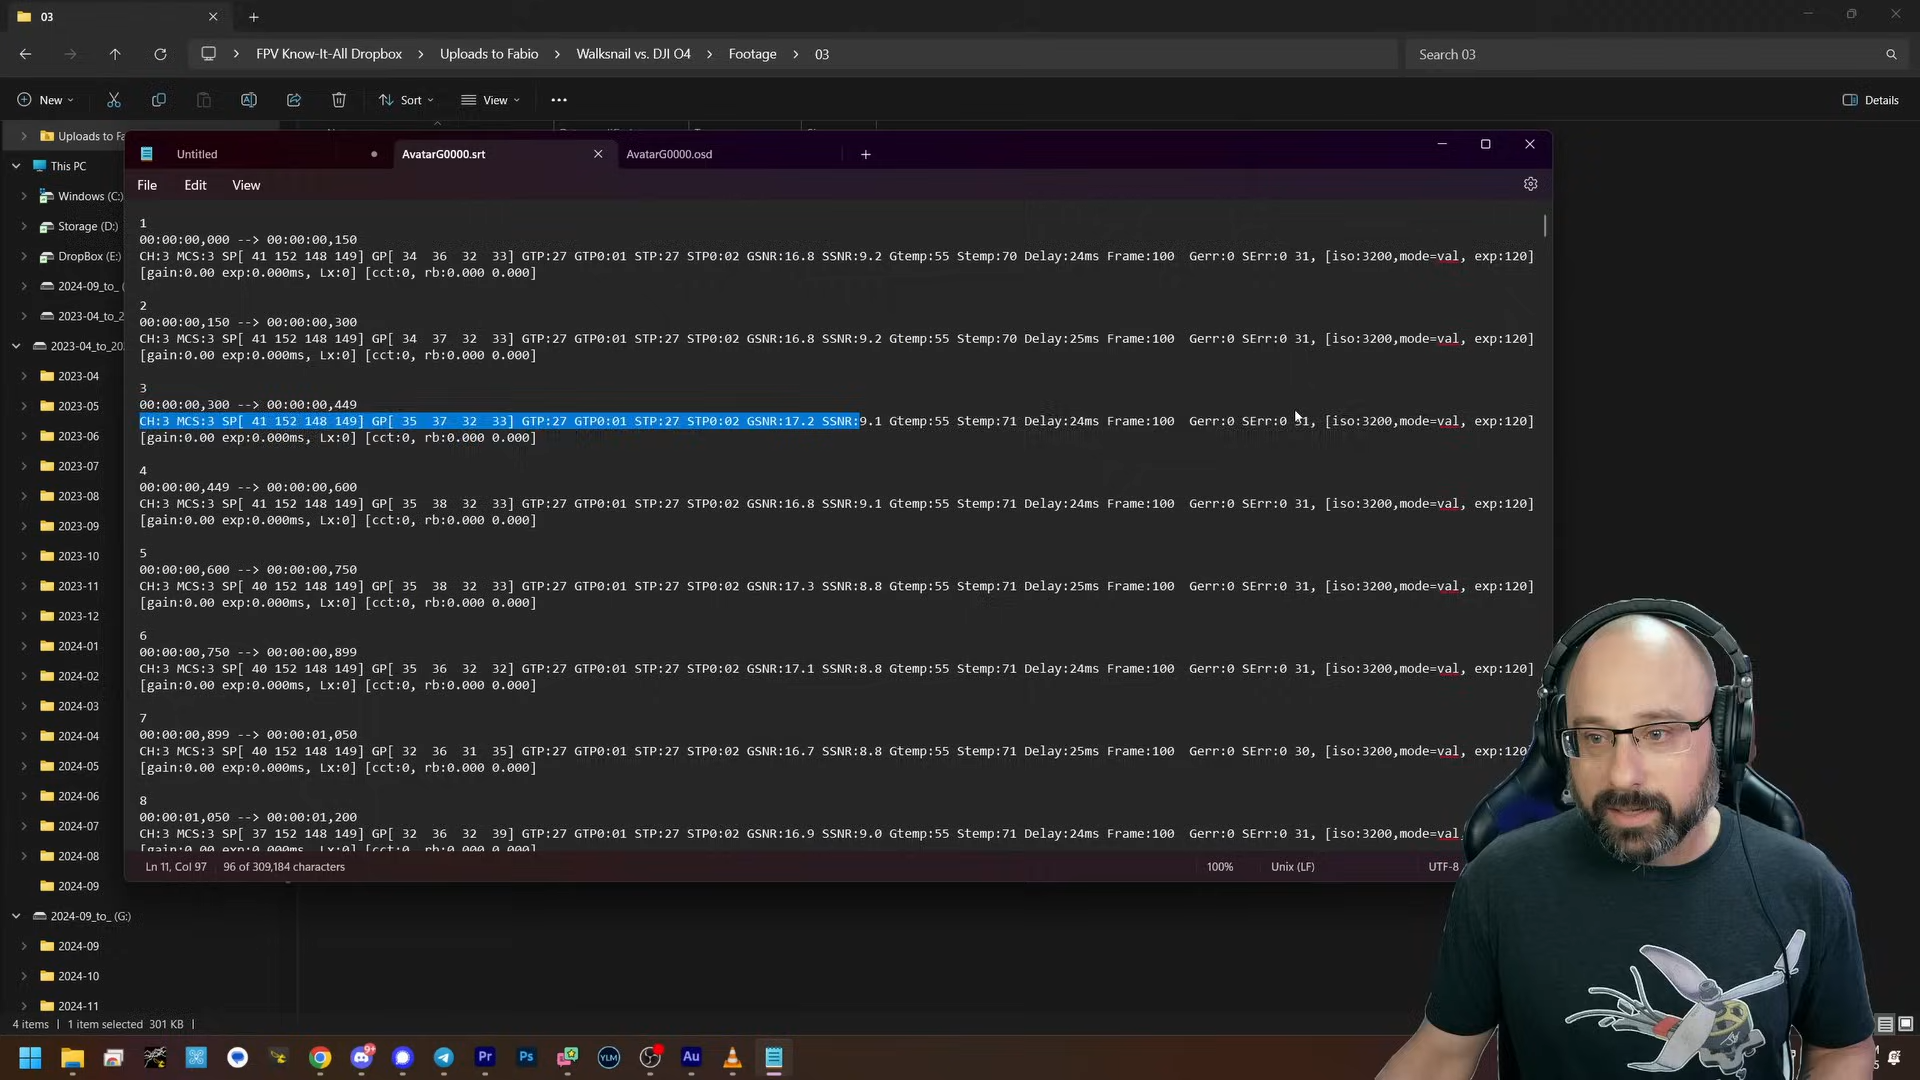 03
FPV Know-It-All Dropbox > Uploads to Fabio > Walksnail vs. DJI O4 > Footage > 03
Search 03
New
Sort
View
Details
Uploads to Fa
This PC
Windows (C:)
Storage (D:)
DropBox (E:)
2024-09_to_ (
2023-04_to_2
2023-04_to_20
2023-04
2023-05
2023-06
2023-07
2023-08
2023-09
2023-10
2023-11
2023-12
2024-01
2024-02
2024-03
2024-04
2024-05
2024-06
2024-07
2024-08
2024-09
2024-09_to_ (G:)
2024-09
2024-10
2024-11
4 items | 1 item selected 301 KB |
Untitled
AvatarG0000.srt
AvatarG0000.osd
File Edit View
1
00:00:00,000 --> 00:00:00,150
CH:3 MCS:3 SP[ 41 152 148 149] GP[ 34 36 32 33] GTP:27 GTP0:01 STP:27 STP0:02 GSNR:16.8 SSNR:9.2 Gtemp:55 Stemp:70 Delay:24ms Frame:100 Gerr:0 SErr:0 31, [iso:3200,mode=val, exp:120]
[gain:0.00 exp:0.000ms, Lx:0] [cct:0, rb:0.000 0.000]
2
00:00:00,150 --> 00:00:00,300
CH:3 MCS:3 SP[ 41 152 148 149] GP[ 34 37 32 33] GTP:27 GTP0:01 STP:27 STP0:02 GSNR:16.8 SSNR:9.2 Gtemp:55 Stemp:70 Delay:25ms Frame:100 Gerr:0 SErr:0 31, [iso:3200,mode=val, exp:120]
[gain:0.00 exp:0.000ms, Lx:0] [cct:0, rb:0.000 0.000]
3
00:00:00,300 --> 00:00:00,449
CH:3 MCS:3 SP[ 41 152 148 149] GP[ 35 37 32 33] GTP:27 GTP0:01 STP:27 STP0:02 GSNR:17.2 SSNR:9.1 Gtemp:55 Stemp:71 Delay:24ms Frame:100 Gerr:0 SErr:0 31, [iso:3200,mode=val, exp:120]
[gain:0.00 exp:0.000ms, Lx:0] [cct:0, rb:0.000 0.000]
4
00:00:00,449 --> 00:00:00,600
CH:3 MCS:3 SP[ 41 152 148 149] GP[ 35 38 32 33] GTP:27 GTP0:01 STP:27 STP0:02 GSNR:16.8 SSNR:9.1 Gtemp:55 Stemp:71 Delay:24ms Frame:100 Gerr:0 SErr:0 31, [iso:3200,mode=val, exp:120]
[gain:0.00 exp:0.000ms, Lx:0] [cct:0, rb:0.000 0.000]
5
00:00:00,600 --> 00:00:00,750
CH:3 MCS:3 SP[ 40 152 148 149] GP[ 35 38 32 33] GTP:27 GTP0:01 STP:27 STP0:02 GSNR:17.3 SSNR:8.8 Gtemp:55 Stemp:71 Delay:25ms Frame:100 Gerr:0 SErr:0 31, [iso:3200,mode=val, exp:120]
[gain:0.00 exp:0.000ms, Lx:0] [cct:0, rb:0.000 0.000]
6
00:00:00,750 --> 00:00:00,899
CH:3 MCS:3 SP[ 40 152 148 149] GP[ 35 36 32 32] GTP:27 GTP0:01 STP:27 STP0:02 GSNR:17.1 SSNR:8.8 Gtemp:55 Stemp:71 Delay:24ms Frame:100 Gerr:0 SErr:0 31, [iso:3200,mode=val, exp:120]
[gain:0.00 exp:0.000ms, Lx:0] [cct:0, rb:0.000 0.000]
7
00:00:00,899 --> 00:00:01,050
CH:3 MCS:3 SP[ 40 152 148 149] GP[ 32 36 31 35] GTP:27 GTP0:01 STP:27 STP0:02 GSNR:16.7 SSNR:8.8 Gtemp:55 Stemp:71 Delay:24ms Frame:100 Gerr:0 SErr:0 30, [iso:3200,mode=val, exp:120
[gain:0.00 exp:0.000ms, Lx:0] [cct:0, rb:0.000 0.000]
8
00:00:01,050 --> 00:00:01,200
CH:3 MCS:3 SP[ 37 152 148 149] GP[ 32 36 32 39] GTP:27 GTP0:01 STP:27 STP0:02 GSNR:16.9 SSNR:9.0 Gtemp:55 Stemp:71 Delay:24ms Frame:100 Gerr:0 SErr:0 31, [iso:3200,mode=val,
[gain:0.00 exp:0.000ms, Lx:0] [cct:0, rb:0.000 0.000]
Ln 11, Col 97 96 of 309,184 characters 100% Unix (LF) UTF-8
9+ Pr Ps YLM Au